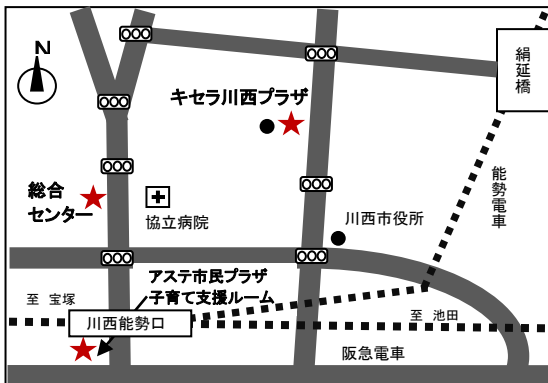 N
絹延橋
キセラ川西プラザ
能勢電車
総合
センター
協立病院
川西市役所
アステ市民プラザ
子育て支援ルーム
至 宝塚
川西能勢口
至 池田
阪急電車